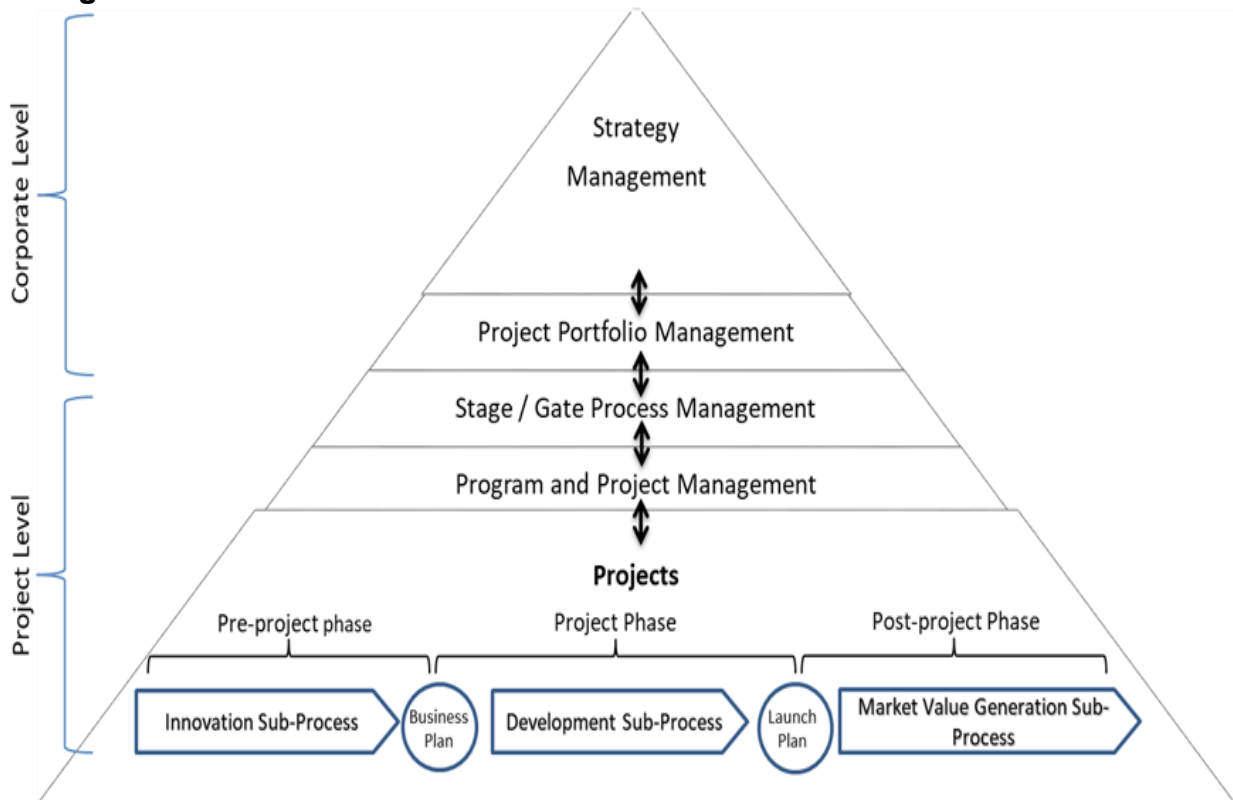 Corporate Level
Strategy
Management
Project Portfolio Management
Project Level
Stage / Gate Process Management
Program and Project Management
Projects
Pre-project phase
Project Phase
Post-project Phase
Innovation Sub-Process
Business
Plan
Development Sub-Process
Launch
Plan
Market Value Generation Sub-
Process